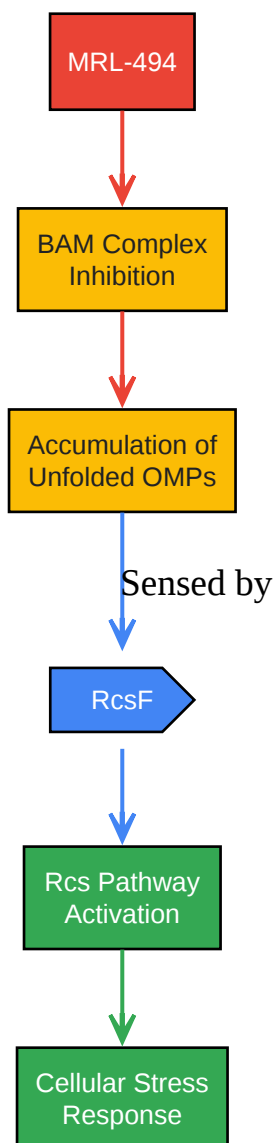 MRL-494
BAM Complex
Inhibition
Accumulation of
Unfolded OMPs
Sensed by
RcsF
Rcs Pathway
Activation
Cellular Stress
Response